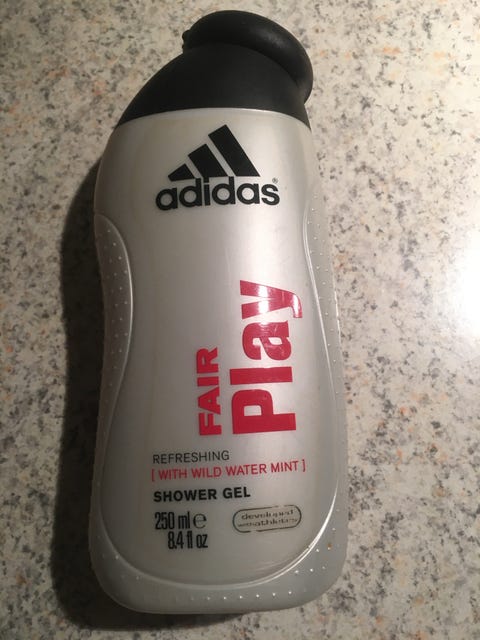 adidas®
FAIR
Play
REFRESHING
[ WITH WILD WATER MINT ]
SHOWER GEL
250 ml ℮
8.4 fl oz
developed
with athletes